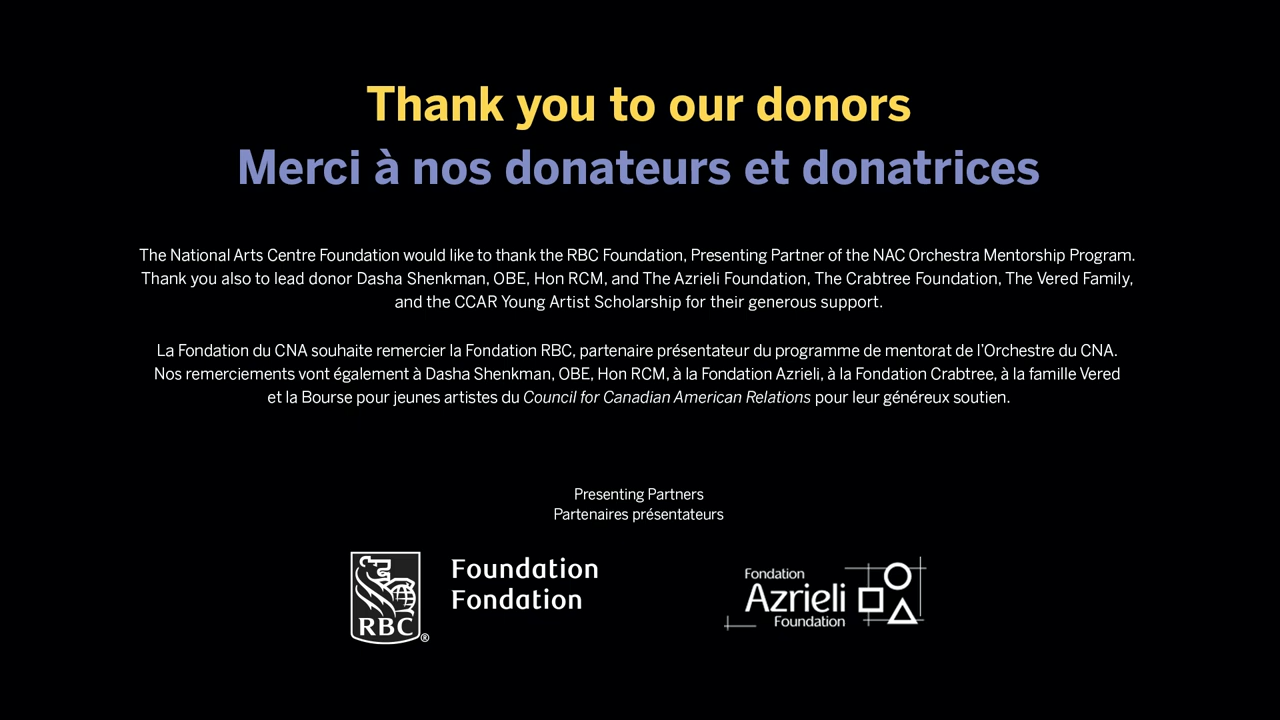 Thank you to our donors
Merci à nos donateurs et donatrices
The National Arts Centre Foundation would like to thank the RBC Foundation, Presenting Partner of the NAC Orchestra Mentorship Program.
Thank you also to lead donor Dasha Shenkman, OBE, Hon RCM, and The Azrieli Foundation, The Crabtree Foundation, The Vered Family,
and the CCAR Young Artist Scholarship for their generous support.
La Fondation du CNA souhaite remercier la Fondation RBC, partenaire présentateur du programme de mentorat de l’Orchestre du CNA.
Nos remerciements vont également à Dasha Shenkman, OBE, Hon RCM, à la Fondation Azrieli, à la Fondation Crabtree, à la famille Vered
et la Bourse pour jeunes artistes du Council for Canadian American Relations pour leur généreux soutien.
Presenting Partners
Partenaires présentateurs
RBC®
Foundation
Fondation
Fondation
Azrieli
Foundation